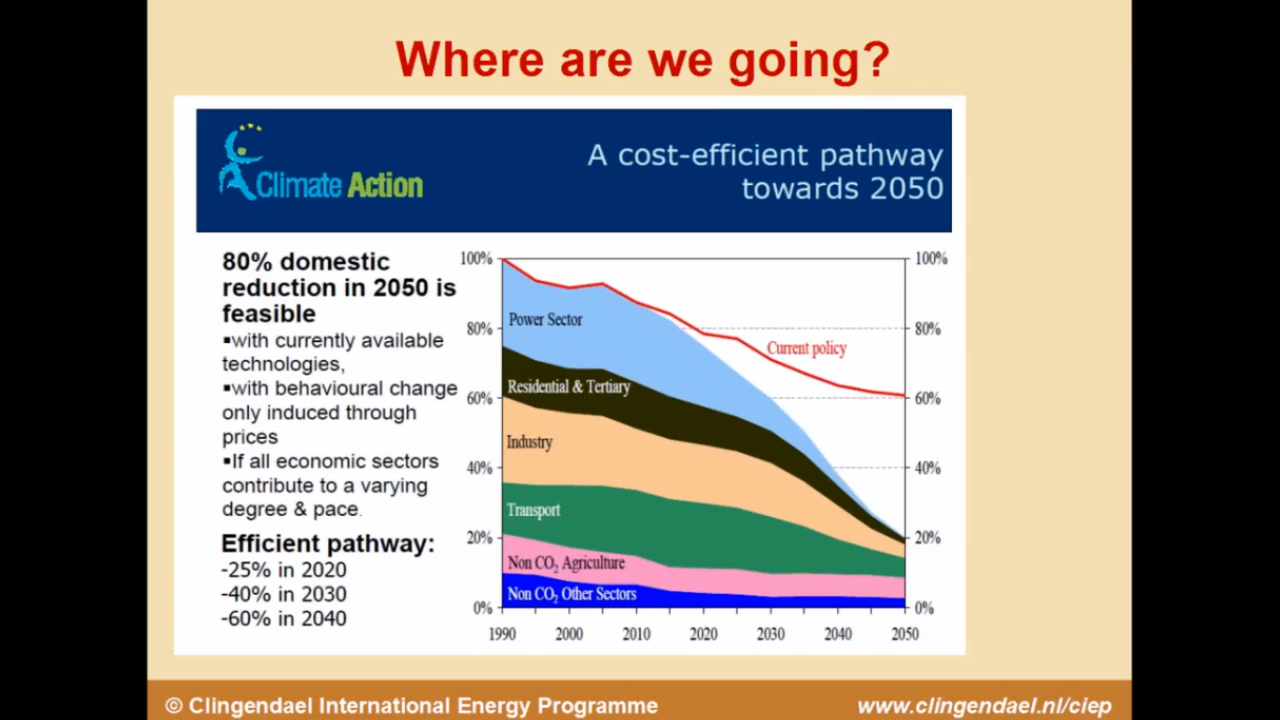 Where are we going?
Climate Action
A cost-efficient pathway
towards 2050
80% domestic
reduction in 2050 is
feasible
▪with currently available
technologies,
▪with behavioural change
only induced through
prices
▪If all economic sectors
contribute to a varying
degree & pace.
Efficient pathway:
-25% in 2020
-40% in 2030
-60% in 2040
100% 100%
80% 80%
60% 60%
40% 40%
20% 20%
0% 0%
Power Sector
Current policy
Residential & Tertiary
Industry
Transport
Non CO₂ Agriculture
Non CO₂ Other Sectors
1990 2000 2010 2020 2030 2040 2050
© Clingendael International Energy Programme
www.clingendael.nl/ciep